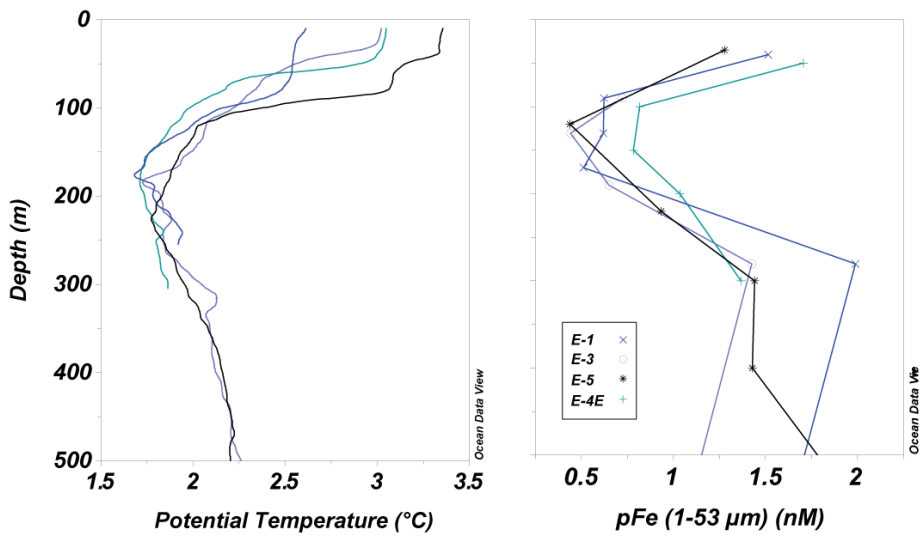 0
100
200
300
400
500
Depth (m)
1.5
2
2.5
3
3.5
Potential Temperature (°C)
Ocean Data View
E-1
E-3
E-5
E-4E
0.5
1
1.5
2
pFe (1-53 µm) (nM)
Ocean Data View